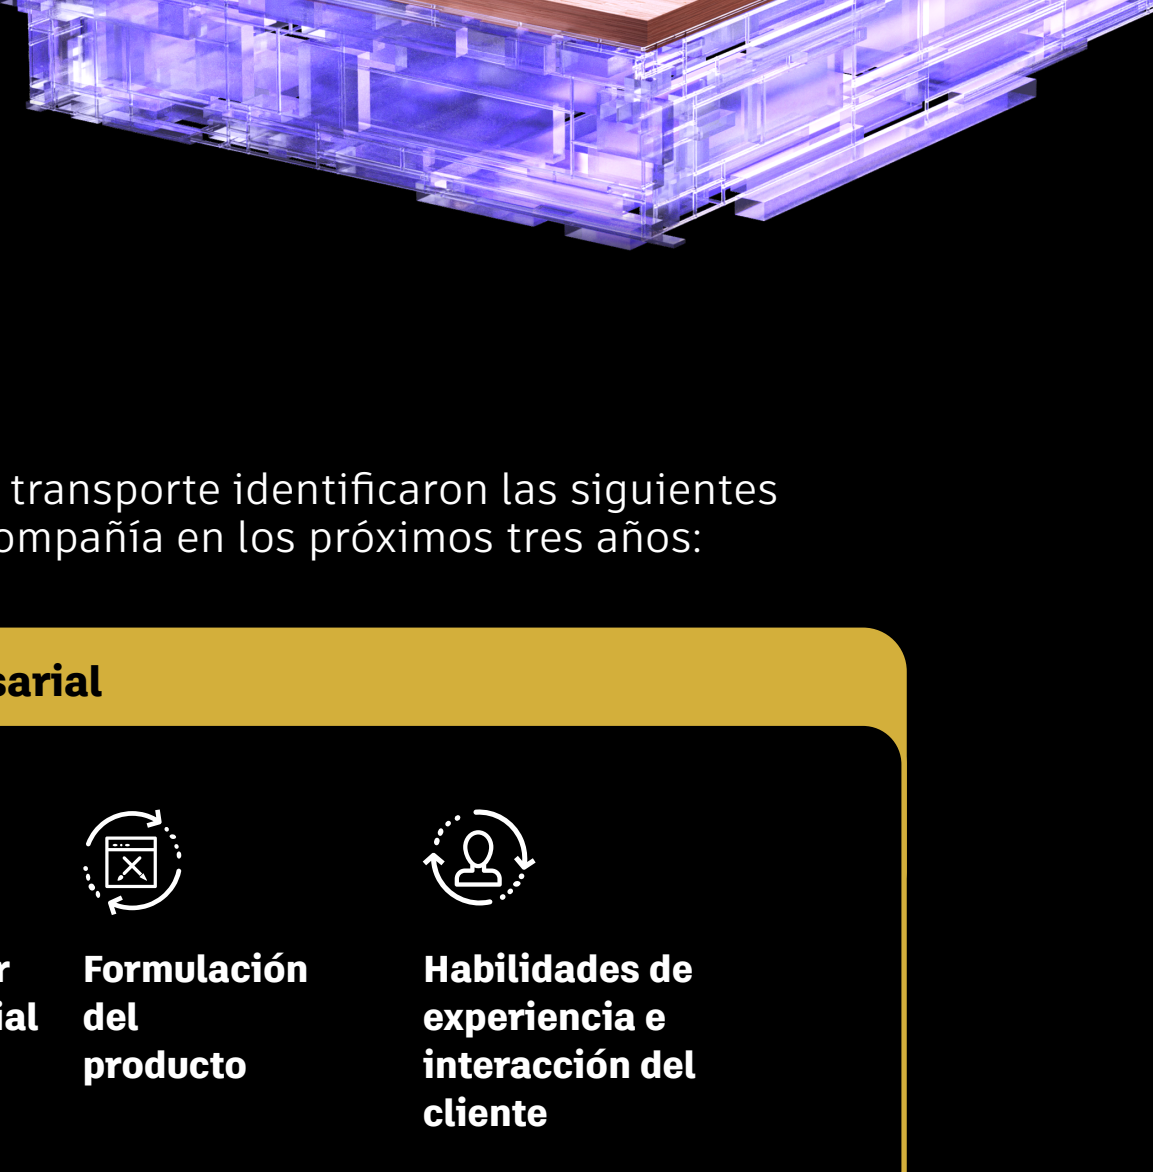 transporte identificaron las siguientes
ompañía en los próximos tres años:
sarial
r
ial
Formulación
del
producto
Habilidades de
experiencia e
interacción del
cliente